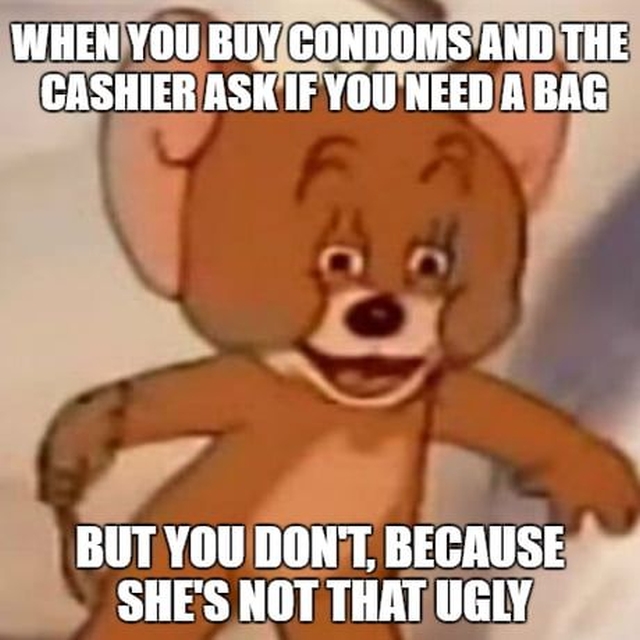 WHEN YOU BUY CONDOMS AND THE
CASHIER ASK IF YOU NEED A BAG
BUT YOU DON'T, BECAUSE
SHE'S NOT THAT UGLY